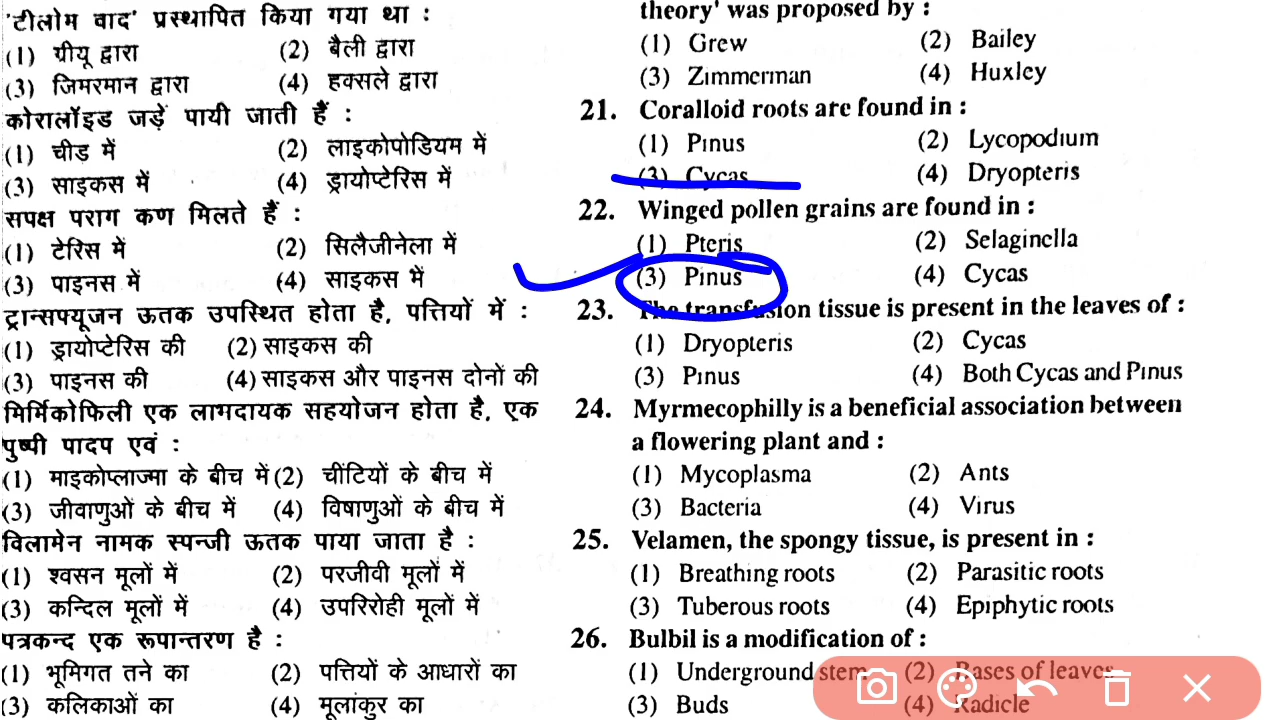 'टीलोम वाद' प्रस्थापित किया गया था :
(1) ग्रीयू द्वारा (2) बैली द्वारा
(3) जिमरमान द्वारा (4) हक्सले द्वारा
कोरालॉइड जड़ें पायी जाती हैं :
(1) चीड में (2) लाइकोपोडियम में
(3) साइकस में (4) ड्रायोप्टेरिस में
सपक्ष पराग कण मिलते हैं :
(1) टेरिस में (2) सिलैजीनेला में
(3) पाइनस में (4) साइकस में
ट्रान्सफ्यूजन ऊतक उपस्थित होता है, पत्तियों में :
(1) ड्रायोप्टेरिस की (2) साइकस की
(3) पाइनस की (4) साइकस और पाइनस दोनों की
मिर्मिकोफिली एक लाभदायक सहयोजन होता है, एक
पुष्पी पादप एवं :
(1) माइकोप्लाज्मा के बीच में (2) चींटियों के बीच में
(3) जीवाणुओं के बीच में (4) विषाणुओं के बीच में
विलामेन नामक स्पन्जी ऊतक पाया जाता है :
(1) श्वसन मूलों में (2) परजीवी मूलों में
(3) कन्दिल मूलों में (4) उपरिरोही मूलों में
पत्रकन्द एक रूपान्तरण है :
(1) भूमिगत तने का (2) पत्तियों के आधारों का
(3) कलिकाओं का (4) मूलांकुर का
theory' was proposed by :
(1) Grew (2) Bailey
(3) Zimmerman (4) Huxley
21. Coralloid roots are found in :
(1) Pinus (2) Lycopodium
(3) Cycas (4) Dryopteris
22. Winged pollen grains are found in :
(1) Pteris (2) Selaginella
(3) Pinus (4) Cycas
23. The transfusion tissue is present in the leaves of :
(1) Dryopteris (2) Cycas
(3) Pinus (4) Both Cycas and Pinus
24. Myrmecophilly is a beneficial association between
a flowering plant and :
(1) Mycoplasma (2) Ants
(3) Bacteria (4) Virus
25. Velamen, the spongy tissue, is present in :
(1) Breathing roots (2) Parasitic roots
(3) Tuberous roots (4) Epiphytic roots
26. Bulbil is a modification of :
(1) Underground stem (2) Bases of leaves
(3) Buds (4) Radicle